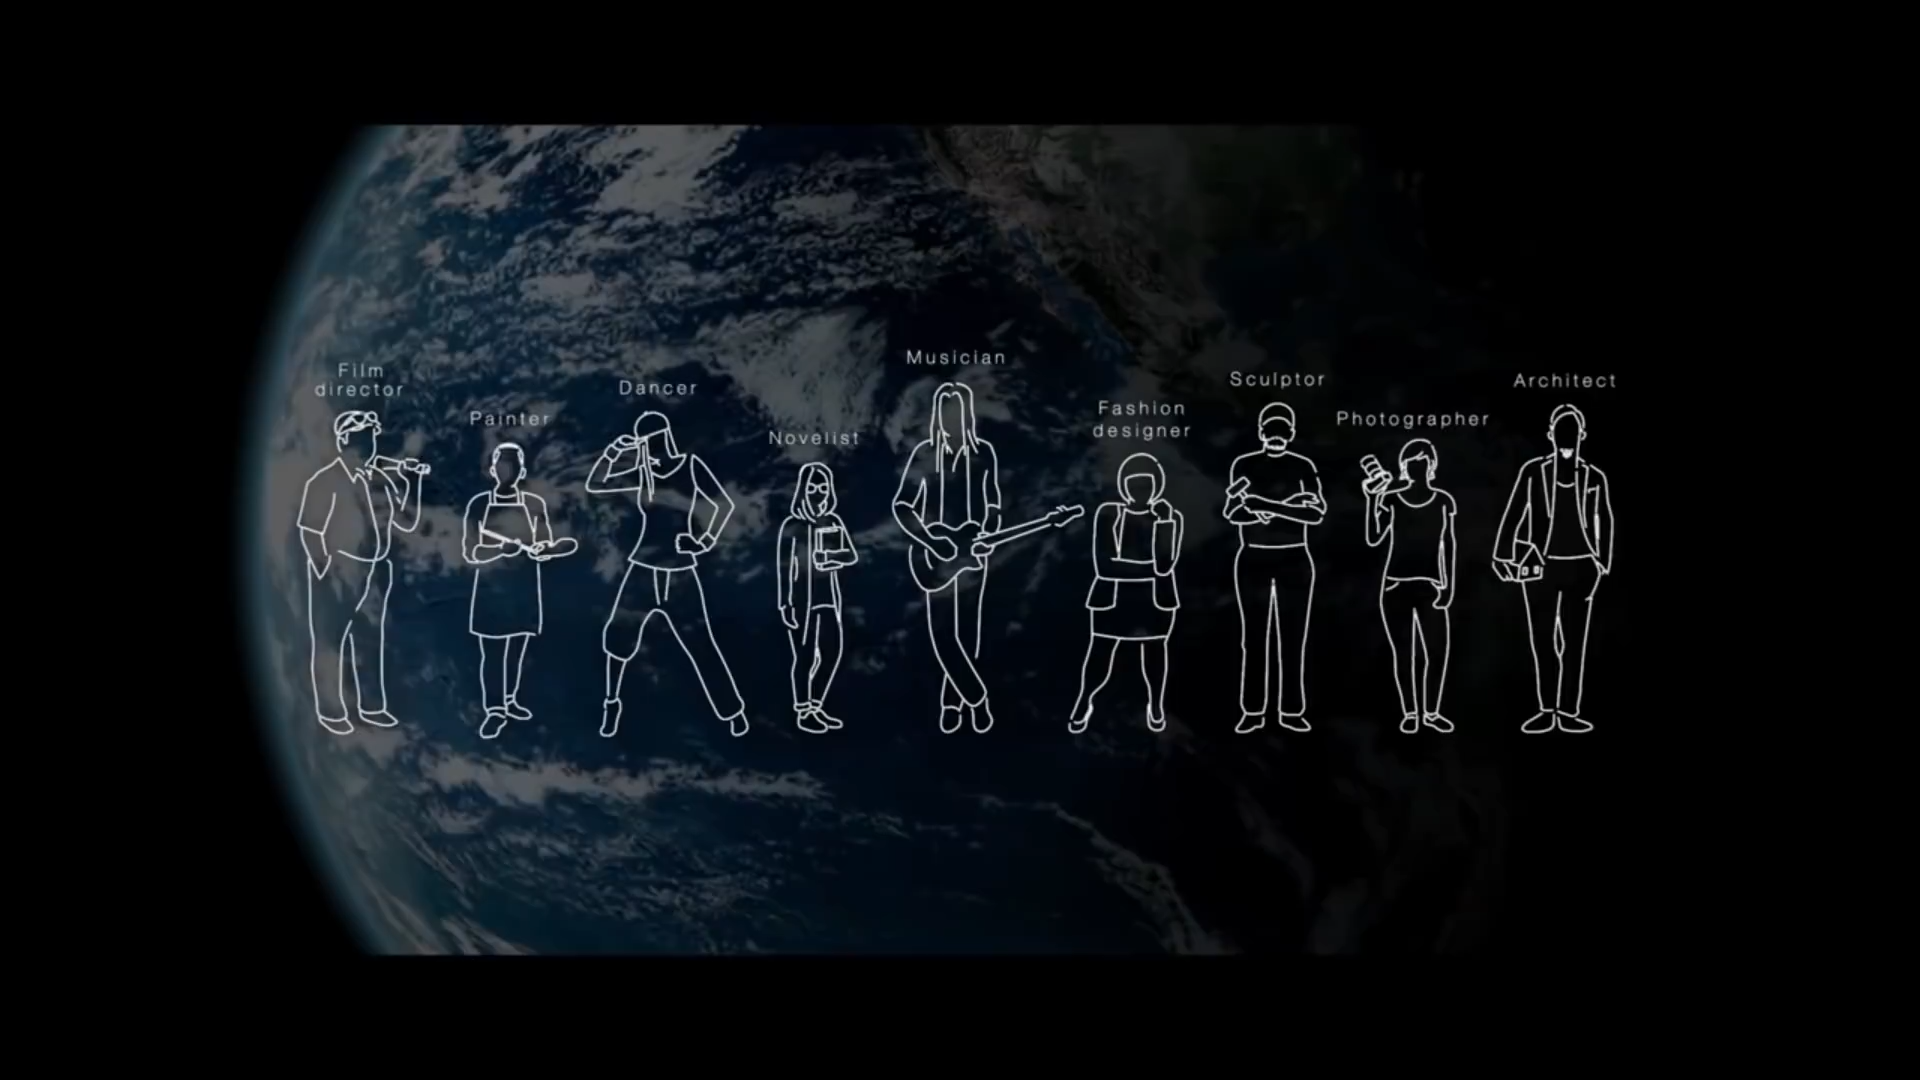 Film
director
Painter
Dancer
Novelist
Musician
Fashion
designer
Sculptor
Photographer
Architect